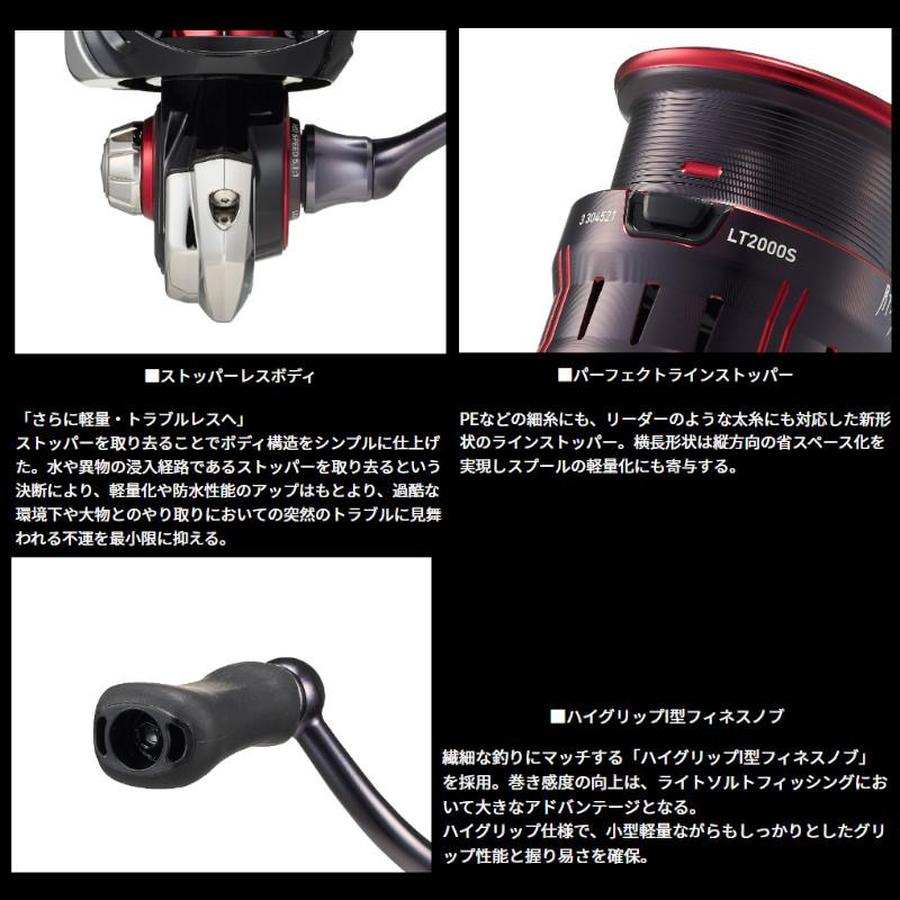 SPEED 5.1:1
3304521
LT2000S
■ストッパーレスボディ
「さらに軽量・トラブルレスへ」
ストッパーを取り去ることでボディ構造をシンプルに仕上げ
た。水や異物の浸入経路であるストッパーを取り去るという
決断により、軽量化や防水性能のアップはもとより、過酷な
環境下や大物とのやり取りにおいての突然のトラブルに見舞
われる不運を最小限に抑える。
■パーフェクトラインストッパー
PEなどの細糸にも、リーダーのような太糸にも対応した新形
状のラインストッパー。横長形状は縦方向の省スペース化を
実現しスプールの軽量化にも寄与する。
■ハイグリップI型フィネスノブ
繊細な釣りにマッチする「ハイグリップI型フィネスノブ」
を採用。巻き感度の向上は、ライトソルトフィッシングにお
いて大きなアドバンテージとなる。
ハイグリップ仕様で、小型軽量ながらもしっかりとしたグリ
ップ性能と握り易さを確保。